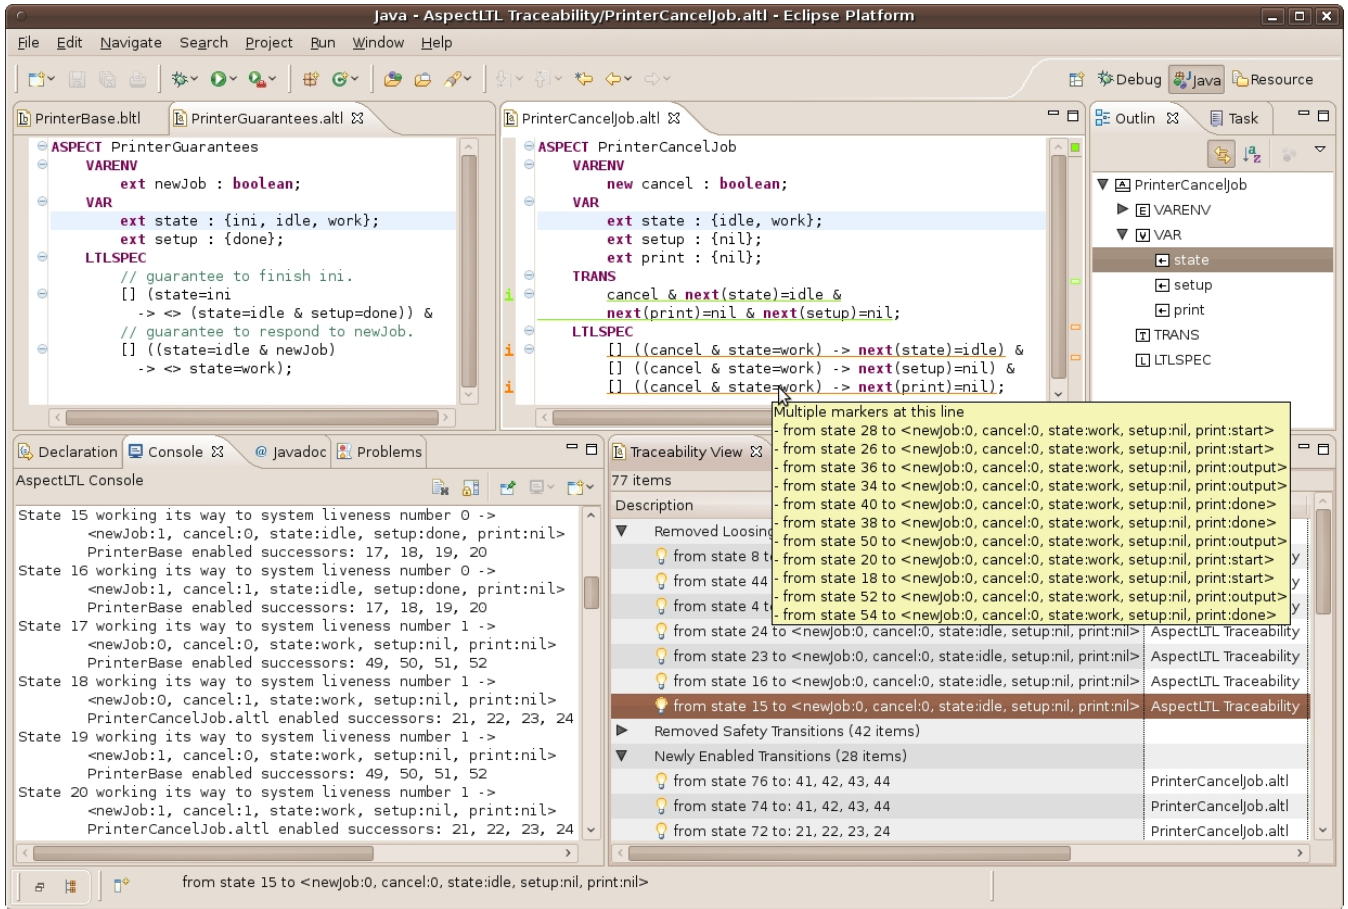 Java - AspectLTL Traceability/PrinterCancelJob.altl - Eclipse Platform
File Edit Navigate Search Project Run Window Help
Debug Java Resource
PrinterBase.bltl PrinterGuarantees.altl
ASPECT PrinterGuarantees
VARENV
ext newJob : boolean;
VAR
ext state : {ini, idle, work};
ext setup : {done};
LTLSPEC
// guarantee to finish ini.
[] (state=ini
-> <> (state=idle & setup=done)) &
// guarantee to respond to newJob.
[] ((state=idle & newJob)
-> <> state=work);
PrinterCancelJob.altl
ASPECT PrinterCancelJob
VARENV
new cancel : boolean;
VAR
ext state : {idle, work};
ext setup : {nil};
ext print : {nil};
TRANS
cancel & next(state)=idle &
next(print)=nil & next(setup)=nil;
LTLSPEC
[] ((cancel & state=work) -> next(state)=idle) &
[] ((cancel & state=work) -> next(setup)=nil) &
[] ((cancel & state=work) -> next(print)=nil);
Outlin Task
PrinterCancelJob
VARENV
VAR
state
setup
print
TRANS
LTLSPEC
Multiple markers at this line
- from state 28 to <newJob:0, cancel:0, state:work, setup:nil, print:start>
- from state 26 to <newJob:0, cancel:0, state:work, setup:nil, print:start>
- from state 36 to <newJob:0, cancel:0, state:work, setup:nil, print:output>
- from state 34 to <newJob:0, cancel:0, state:work, setup:nil, print:output>
- from state 40 to <newJob:0, cancel:0, state:work, setup:nil, print:done>
- from state 38 to <newJob:0, cancel:0, state:work, setup:nil, print:done>
- from state 50 to <newJob:0, cancel:0, state:work, setup:nil, print:output>
- from state 20 to <newJob:0, cancel:0, state:work, setup:nil, print:start>
- from state 18 to <newJob:0, cancel:0, state:work, setup:nil, print:start>
- from state 52 to <newJob:0, cancel:0, state:work, setup:nil, print:output>
- from state 54 to <newJob:0, cancel:0, state:work, setup:nil, print:done>
Declaration Console @ Javadoc Problems
AspectLTL Console
State 15 working its way to system liveness number 0 ->
<newJob:1, cancel:0, state:idle, setup:done, print:nil>
PrinterBase enabled successors: 17, 18, 19, 20
State 16 working its way to system liveness number 0 ->
<newJob:1, cancel:1, state:idle, setup:done, print:nil>
PrinterBase enabled successors: 17, 18, 19, 20
State 17 working its way to system liveness number 1 ->
<newJob:0, cancel:0, state:work, setup:nil, print:nil>
PrinterBase enabled successors: 49, 50, 51, 52
State 18 working its way to system liveness number 1 ->
<newJob:0, cancel:1, state:work, setup:nil, print:nil>
PrinterCancelJob.altl enabled successors: 21, 22, 23, 24
State 19 working its way to system liveness number 1 ->
<newJob:1, cancel:0, state:work, setup:nil, print:nil>
PrinterBase enabled successors: 49, 50, 51, 52
State 20 working its way to system liveness number 1 ->
<newJob:1, cancel:1, state:work, setup:nil, print:nil>
PrinterCancelJob.altl enabled successors: 21, 22, 23, 24
Traceability View
77 items
Description
Removed Loosing
from state 8
from state 44
from state 4
from state 24 to <newJob:0, cancel:0, state:idle, setup:nil, print:nil> AspectLTL Traceability
from state 23 to <newJob:0, cancel:0, state:idle, setup:nil, print:nil> AspectLTL Traceability
from state 16 to <newJob:0, cancel:0, state:idle, setup:nil, print:nil> AspectLTL Traceability
from state 15 to <newJob:0, cancel:0, state:idle, setup:nil, print:nil> AspectLTL Traceability
Removed Safety Transitions (42 items)
Newly Enabled Transitions (28 items)
from state 76 to: 41, 42, 43, 44 PrinterCancelJob.altl
from state 74 to: 41, 42, 43, 44 PrinterCancelJob.altl
from state 72 to: 21, 22, 23, 24 PrinterCancelJob.altl
from state 15 to <newJob:0, cancel:0, state:idle, setup:nil, print:nil>